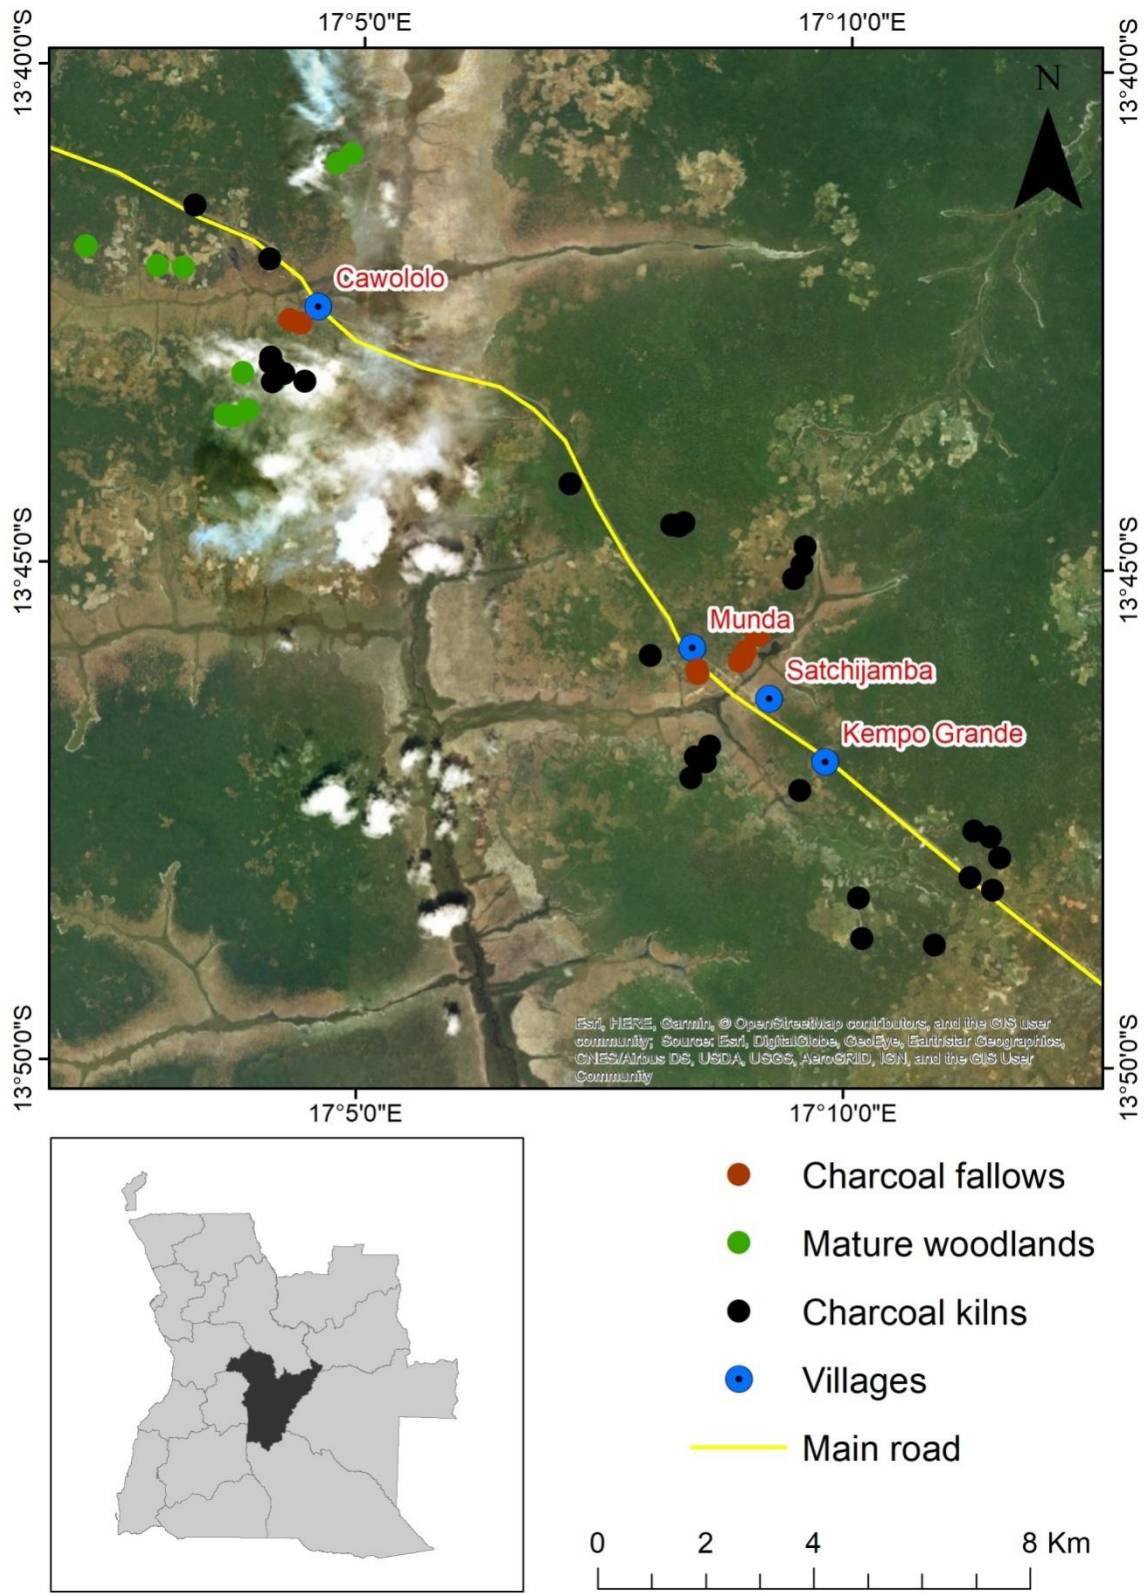 17°5'0"E
17°10'0"E
13°40'0"S
13°40'0"S
N
Cawololo
13°45'0"S
13°45'0"S
Munda
Satchijamba
Kempo Grande
Esri, HERE, Garmin, © OpenStreetMap contributors, and the GIS user
community; Source: Esri, DigitalGlobe, GeoEye, Earthstar Geographics,
CNES/Airbus DS, USDA, USGS, AeroGRID, IGN, and the GIS User
Community
13°50'0"S
13°50'0"S
17°5'0"E
17°10'0"E
Charcoal fallows
Mature woodlands
Charcoal kilns
Villages
Main road
0 2 4 8 Km